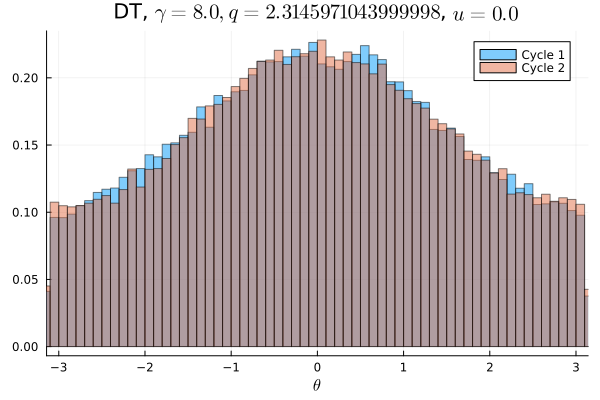 DT, γ = 8.0, q = 2.3145971043999998, u = 0.0
Cycle 1
Cycle 2
0.20
0.15
0.10
0.05
0.00
−3 −2 −1 0 1 2 3
θ